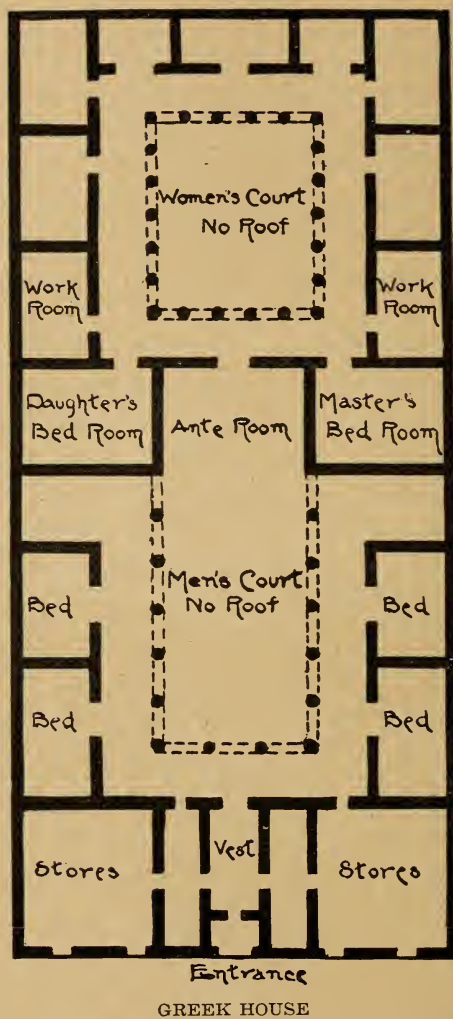 Women's Court
No Roof
Work
Room
Work
Room
Daughter's
Bed Room
Ante Room
Master's
Bed Room
Men's Court
No Roof
Bed
Bed
Bed
Bed
Stores
Vest
Stores
Entrance
GREEK HOUSE